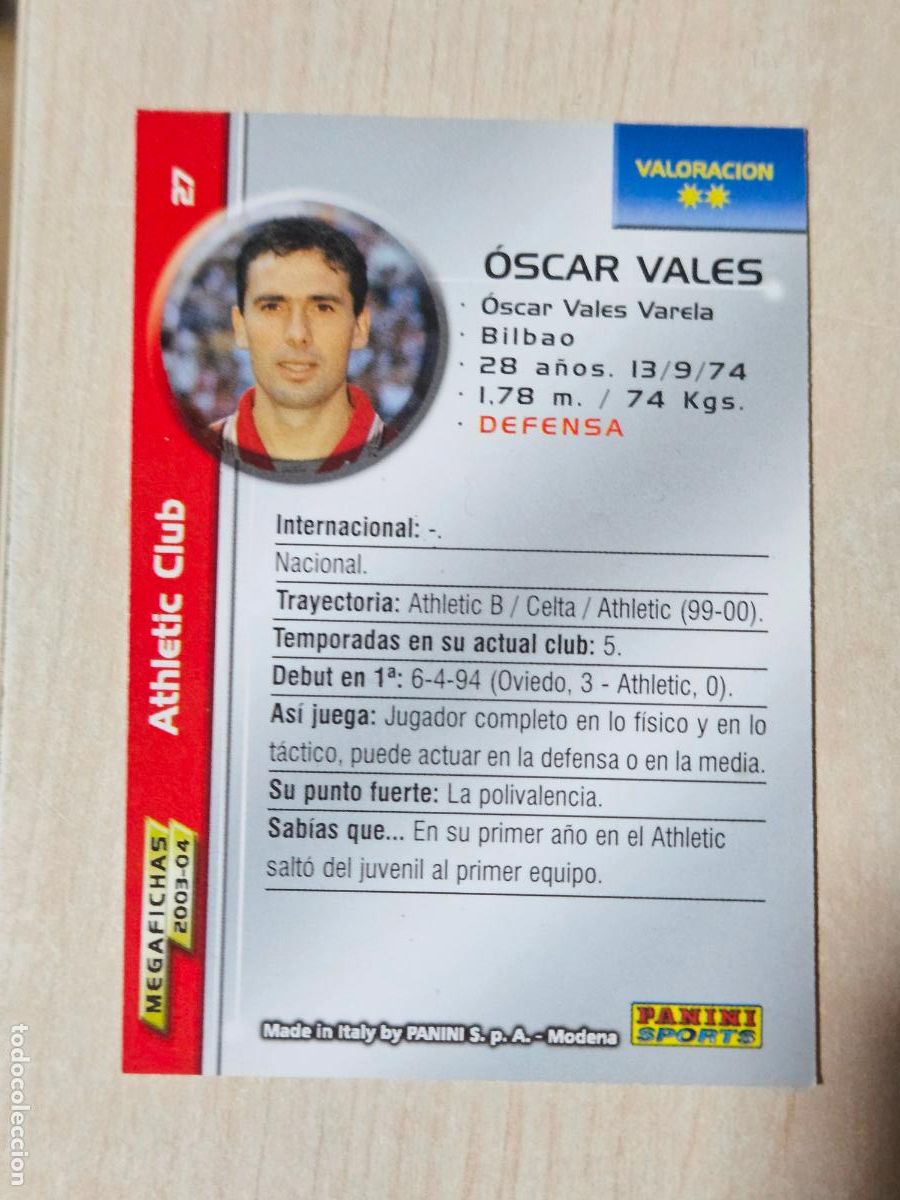 27
Athletic Club
MEGAFICHAS
2003-04
VALORACION
ÓSCAR VALES
· Óscar Vales Varela
· Bilbao
· 28 años. 13/9/74
· 1,78 m. / 74 Kgs.
· DEFENSA
Internacional: -.
Nacional.
Trayectoria: Athletic B / Celta / Athletic (99-00).
Temporadas en su actual club: 5.
Debut en 1ª: 6-4-94 (Oviedo, 3 - Athletic, 0).
Así juega: Jugador completo en lo físico y en lo
táctico, puede actuar en la defensa o en la media.
Su punto fuerte: La polivalencia.
Sabías que... En su primer año en el Athletic
saltó del juvenil al primer equipo.
Made in Italy by PANINI S. p. A. - Modena
PANINI
SPORTS
todocoleccion